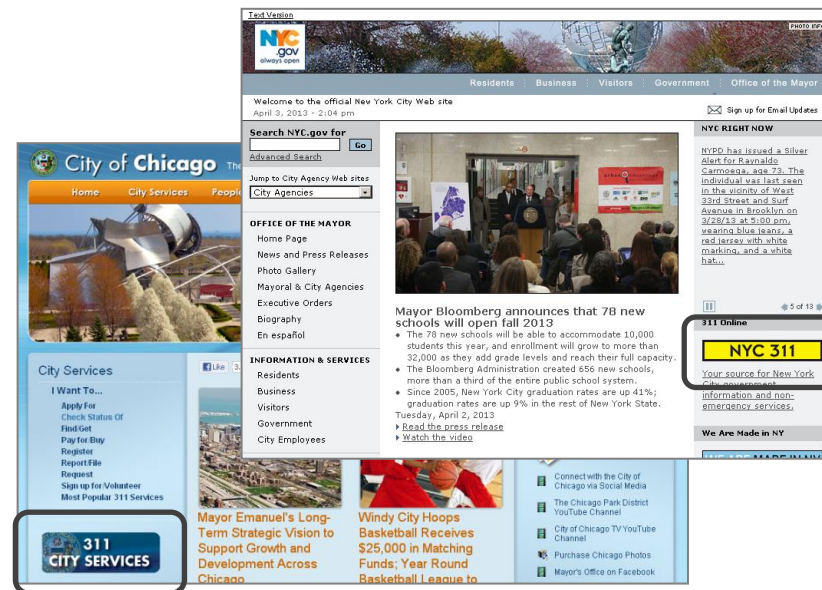 Text Version
PHOTO INFO
NYC
.gov
always open
Residents Business Visitors Government Office of the Mayor
Welcome to the official New York City Web site
April 3, 2013 - 2:04 pm
Sign up for Email Updates
Search NYC.gov for
Go
Advanced Search
Jump to City Agency Web sites
City Agencies
OFFICE OF THE MAYOR
Home Page
News and Press Releases
Photo Gallery
Mayoral & City Agencies
Executive Orders
Biography
En español
INFORMATION & SERVICES
Residents
Business
Visitors
Government
City Employees
Mayor Bloomberg announces that 78 new
schools will open fall 2013
• The 78 new schools will be able to accommodate 10,000
students this year, and enrollment will grow to more than
32,000 as they add grade levels and reach their full capacity.
• The Bloomberg Administration created 656 new schools,
more than a third of the entire public school system.
• Since 2005, New York City graduation rates are up 41%;
graduation rates are up 9% in the rest of New York State.
Tuesday, April 2, 2013
Read the press release
Watch the video
NYC RIGHT NOW
NYPD has issued a Silver
Alert for Raynaldo
Carmoega, age 73. The
individual was last seen
in the vicinity of West
33rd Street and Surf
Avenue in Brooklyn on
3/28/13 at 5:00 pm,
wearing blue jeans, a
red jersey with white
marking, and a white
hat...
5 of 13
311 Online
NYC 311
Your source for New York
City government
information and non-
emergency services.
We Are Made in NY
WE ARE MADE IN NY
City of Chicago The
Home City Services People
City Services
I Want To...
Apply For
Check Status Of
Find/Get
Pay for/Buy
Register
Report/File
Request
Sign up for/Volunteer
Most Popular 311 Services
311
CITY SERVICES
Like
Mayor Emanuel's Long-
Term Strategic Vision to
Support Growth and
Development Across
Chicago
Windy City Hoops
Basketball Receives
$25,000 in Matching
Funds; Year Round
Basketball League to
Connect with the City of
Chicago via Social Media
The Chicago Park District
YouTube Channel
City of Chicago TV YouTube
Channel
Purchase Chicago Photos
Mayor's Office on Facebook